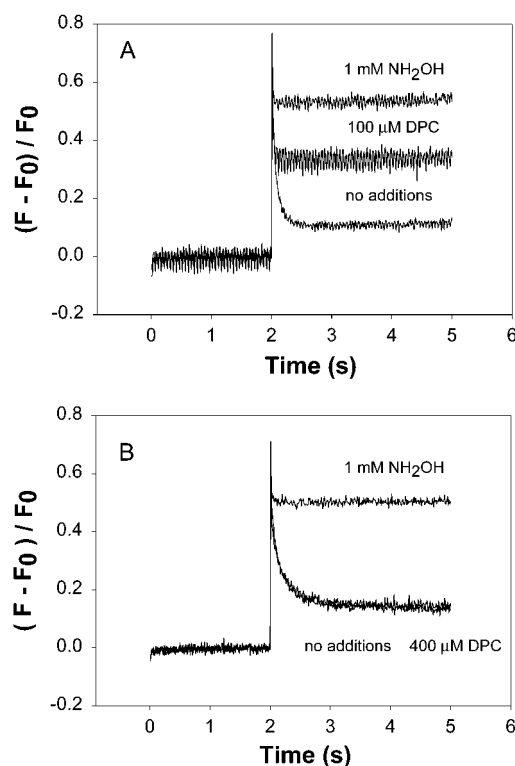 A
0.8
0.6
0.4
0.2
0.0
-0.2
(F - F0) / F0
1 mM NH2OH
100 μM DPC
no additions
0 1 2 3 4 5 6
Time (s)
B
0.8
0.6
0.4
0.2
0.0
-0.2
( F - F0 ) / F0
1 mM NH2OH
no additions 400 μM DPC
0 1 2 3 4 5 6
Time (s)